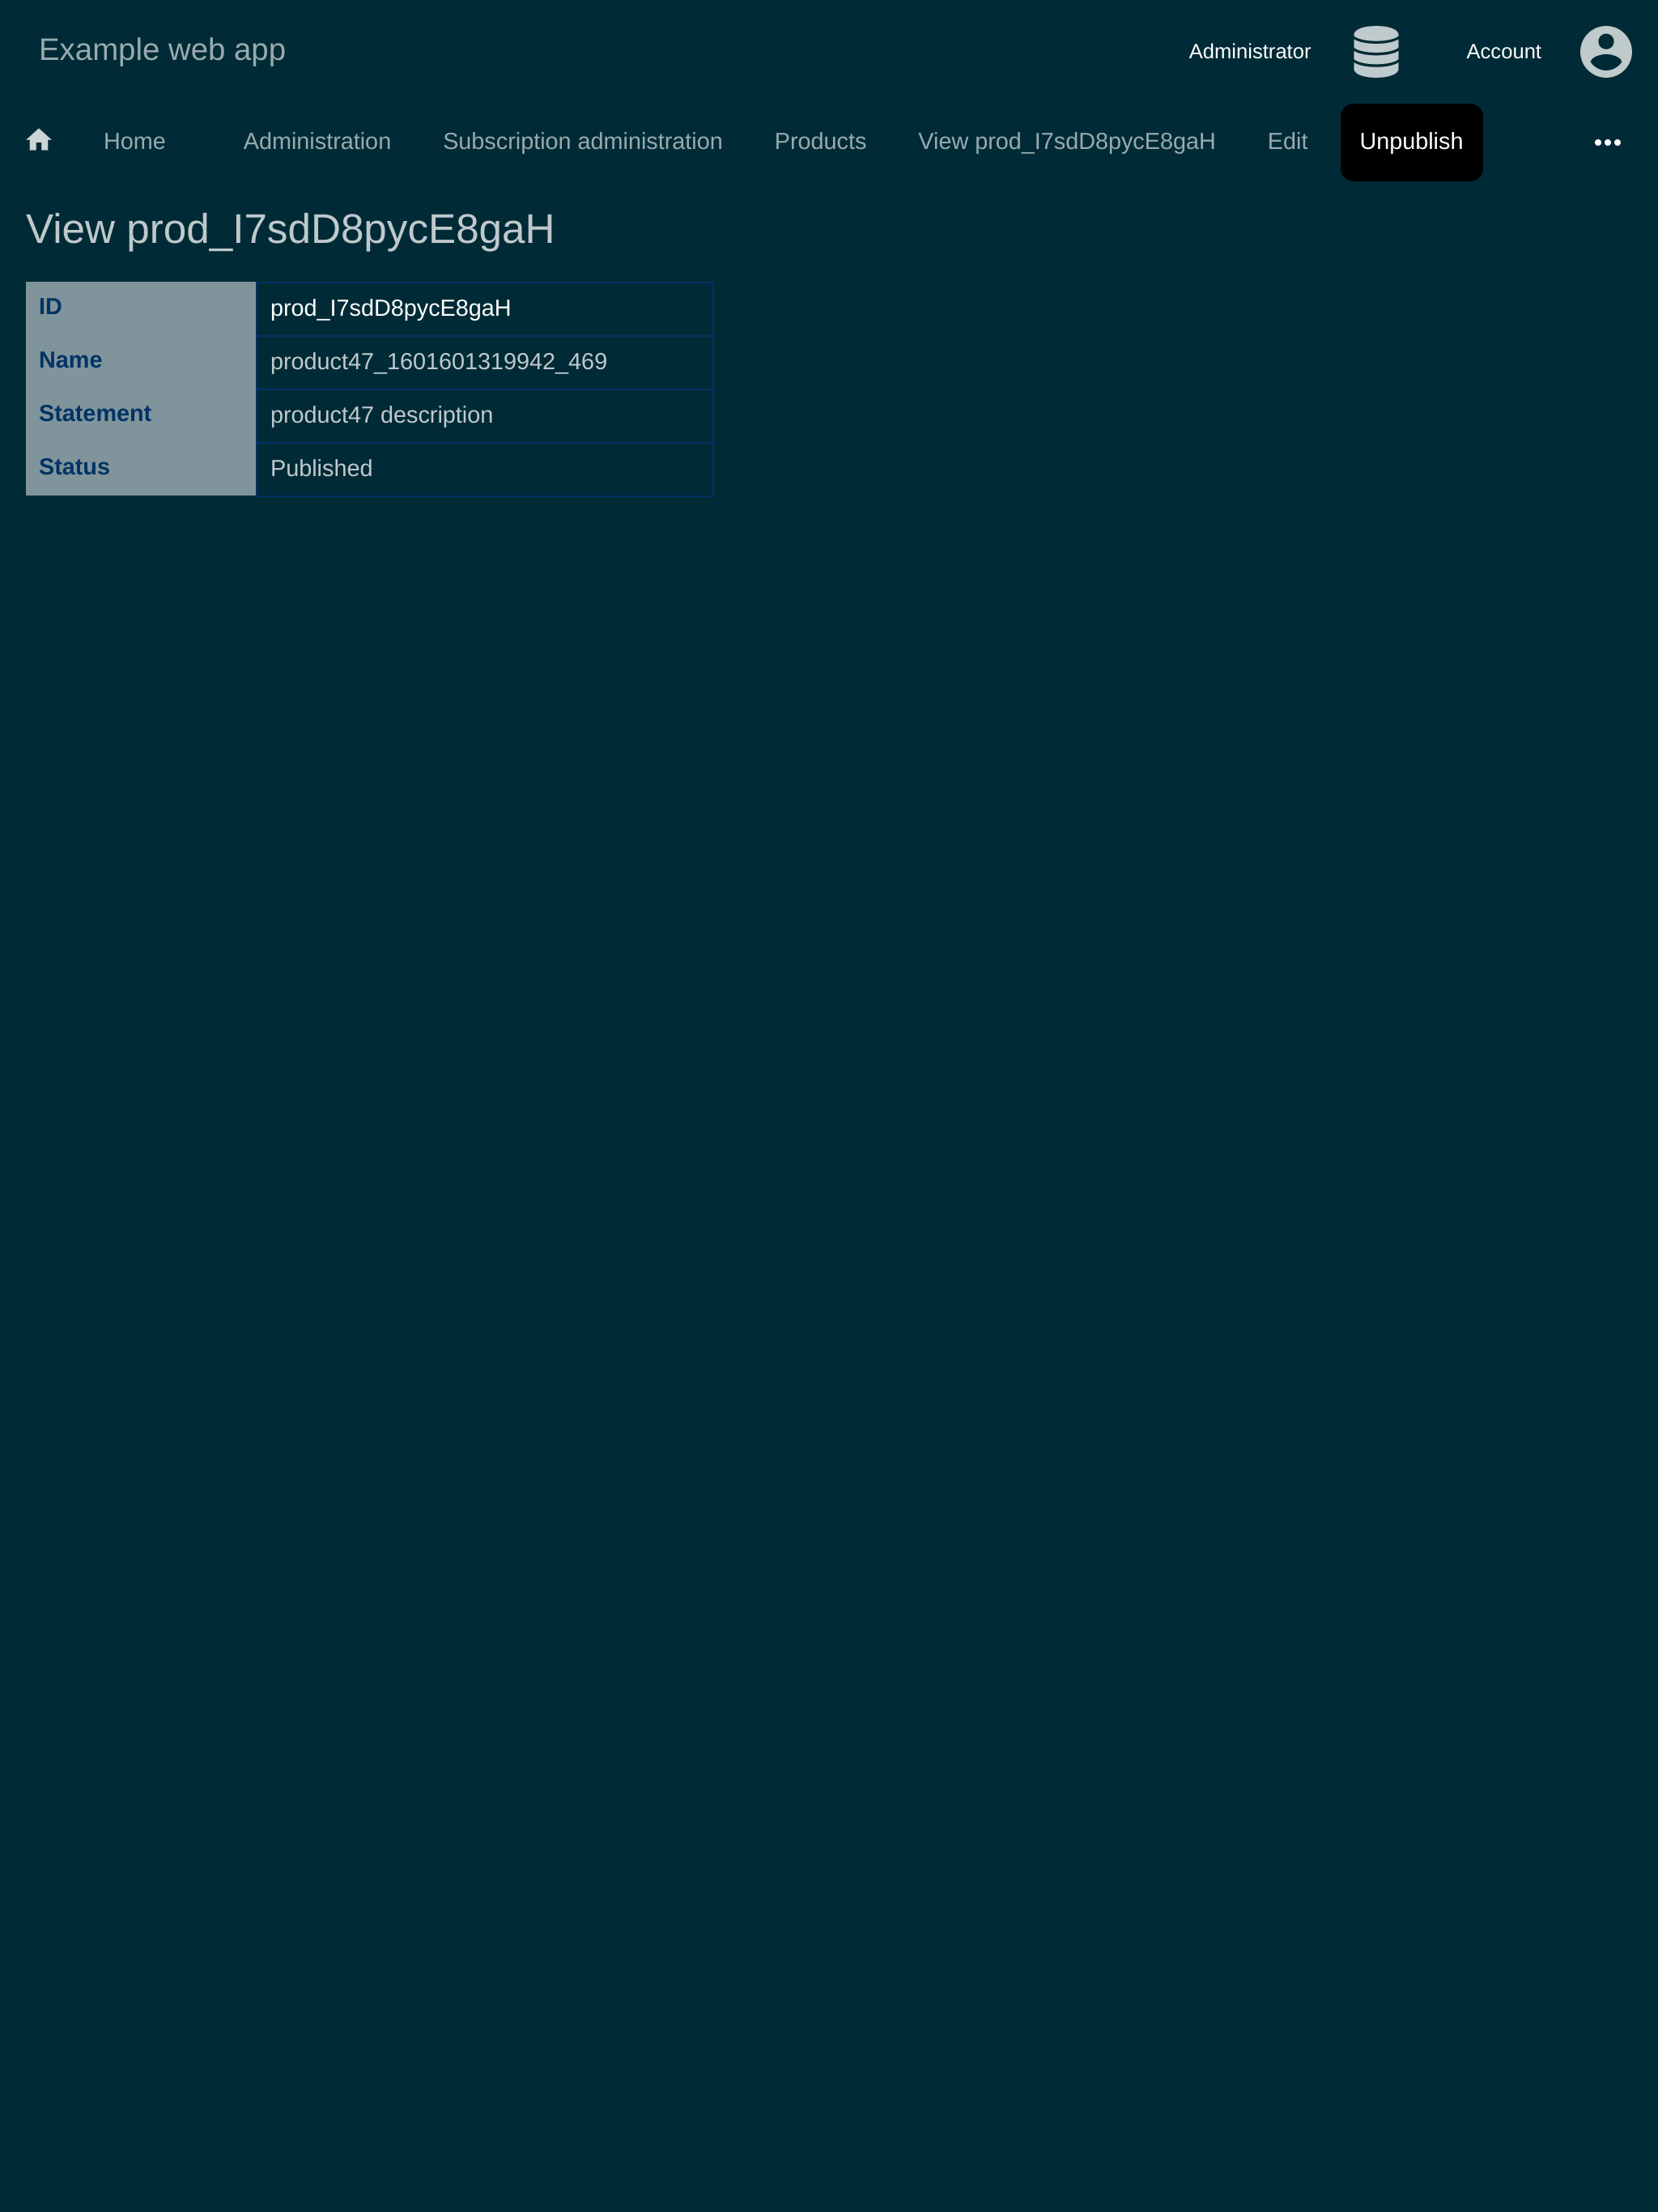 Example web app
Administrator
Account
Home Administration Subscription administration Products View prod_I7sdD8pycE8gaH Edit Unpublish
View prod_I7sdD8pycE8gaH
ID prod_I7sdD8pycE8gaH
Name product47_1601601319942_469
Statement product47 description
Status Published